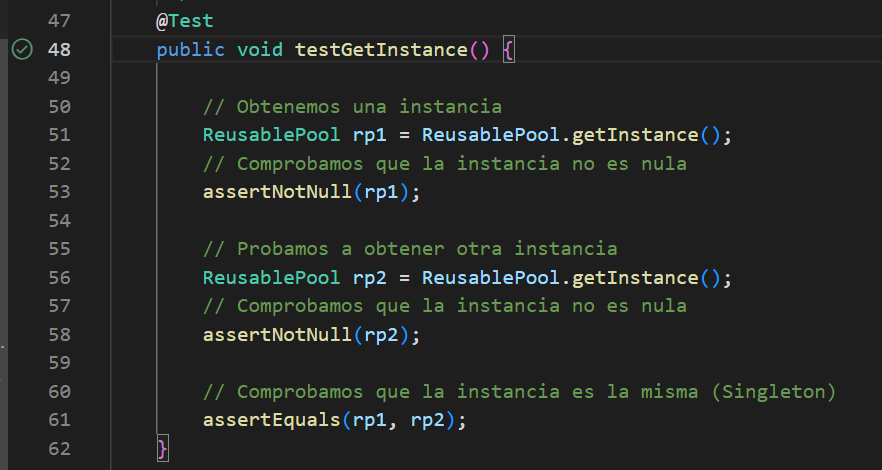 47 @Test
48 public void testGetInstance() {
49
50 // Obtenemos una instancia
51 ReusablePool rp1 = ReusablePool.getInstance();
52 // Comprobamos que la instancia no es nula
53 assertNotNull(rp1);
54
55 // Probamos a obtener otra instancia
56 ReusablePool rp2 = ReusablePool.getInstance();
57 // Comprobamos que la instancia no es nula
58 assertNotNull(rp2);
59
60 // Comprobamos que la instancia es la misma (Singleton)
61 assertEquals(rp1, rp2);
62 }